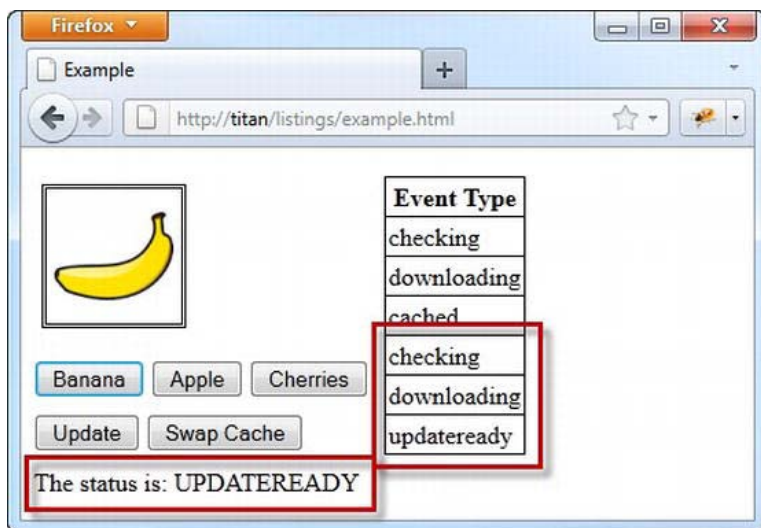 Firefox
Example
http://titan/listings/example.html
Event Type
checking
downloading
cached
checking
downloading
updateready
Banana Apple Cherries
Update Swap Cache
The status is: UPDATEREADY